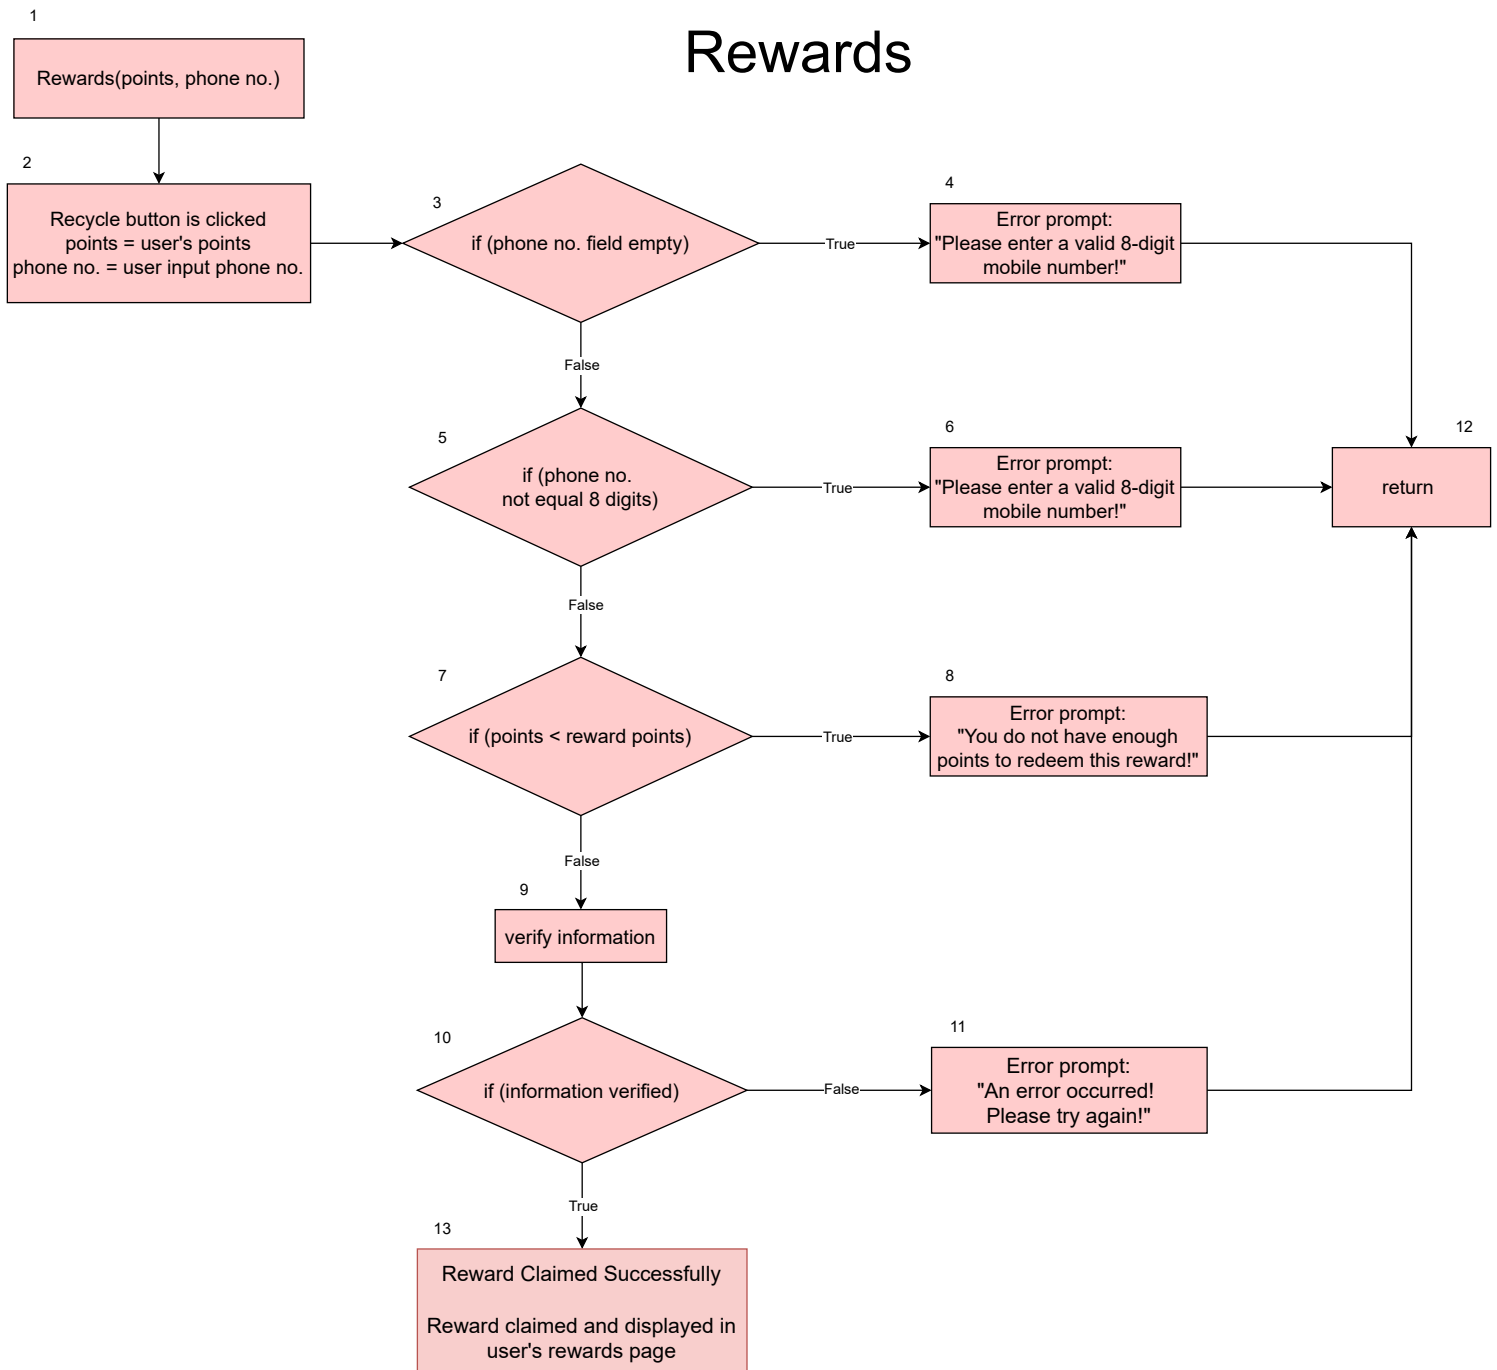 Rewards
1
Rewards(points, phone no.)
2
Recycle button is clicked
points = user's points
phone no. = user input phone no.
3
if (phone no. field empty)
True
4
Error prompt:
"Please enter a valid 8-digit
mobile number!"
False
5
if (phone no.
not equal 8 digits)
True
6
Error prompt:
"Please enter a valid 8-digit
mobile number!"
12
return
False
7
if (points < reward points)
True
8
Error prompt:
"You do not have enough
points to redeem this reward!"
False
9
verify information
10
if (information verified)
False
11
Error prompt:
"An error occurred!
Please try again!"
True
13
Reward Claimed Successfully
Reward claimed and displayed in
user's rewards page